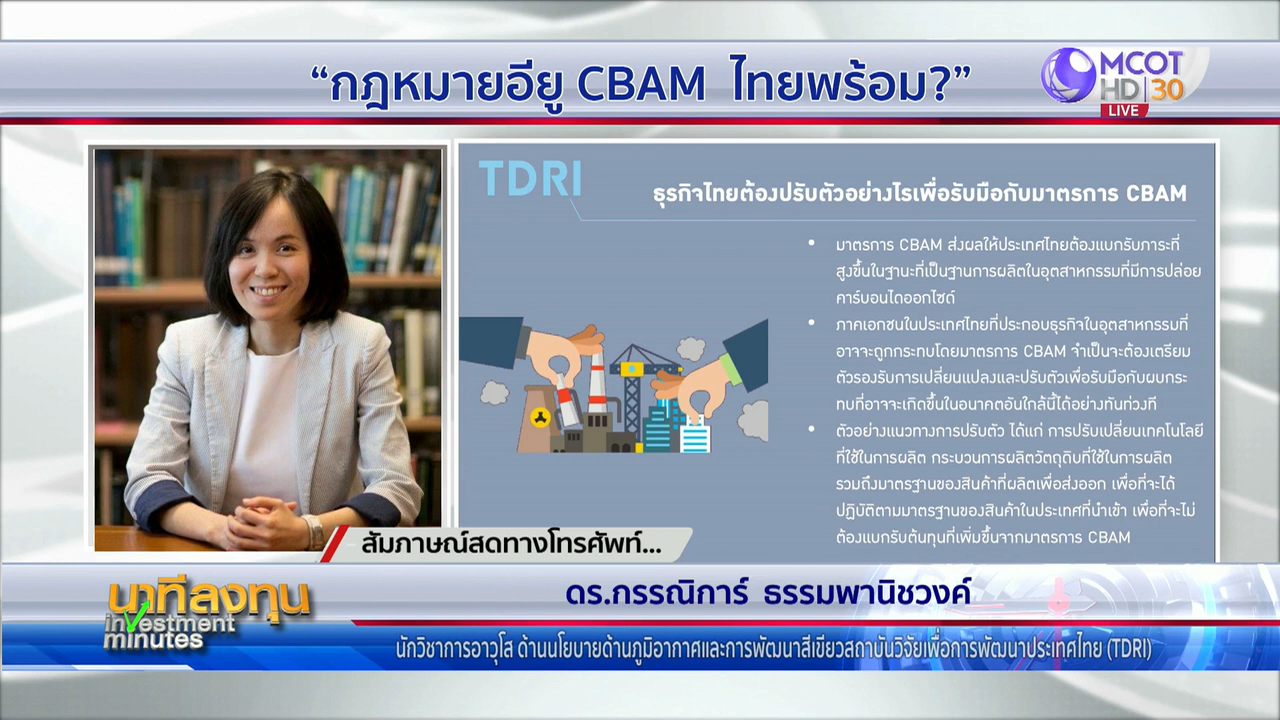 “กฎหมายอียู CBAM ไทยพร้อม?”
MCOT
HD 30
LIVE
TDRI
ธุรกิจไทยต้องปรับตัวอย่างไรเพื่อรับมือกับมาตรการ CBAM
• มาตรการ CBAM ส่งผลให้ประเทศไทยต้องแบกรับภาระที่
สูงขึ้นในฐานะที่เป็นฐานการผลิตในอุตสาหกรรมที่มีการปล่อย
คาร์บอนไดออกไซด์
• ภาคเอกชนในประเทศไทยที่ประกอบธุรกิจในอุตสาหกรรมที่
อาจจะถูกกระทบโดยมาตรการ CBAM จำเป็นจะต้องเตรียม
ตัวรองรับการเปลี่ยนแปลงและปรับตัวเพื่อรับมือกับผบกระ
ทบที่อาจจะเกิดขึ้นในอนาคตอันใกล้นี้ได้อย่างทันท่วงที
• ตัวอย่างแนวทางการปรับตัว ได้แก่ การปรับเปลี่ยนเทคโนโลยี
ที่ใช้ในการผลิต กระบวนการผลิตวัตถุดิบที่ใช้ในการผลิต
รวมถึงมาตรฐานของสินค้าที่ผลิตเพื่อส่งออก เพื่อที่จะได้
ปฏิบัติตามมาตรฐานของสินค้าในประเทศที่นำเข้า เพื่อที่จะไม่
ต้องแบกรับต้นทุนที่เพิ่มขึ้นจากมาตรการ CBAM
สัมภาษณ์สดทางโทรศัพท์...
นาทีลงทุน
investment
minutes
ดร.กรรณิการ์ ธรรมพานิชวงค์
นักวิชาการอาวุโส ด้านนโยบายด้านภูมิอากาศและการพัฒนาสีเขียวสถาบันวิจัยเพื่อการพัฒนาประเทศไทย (TDRI)